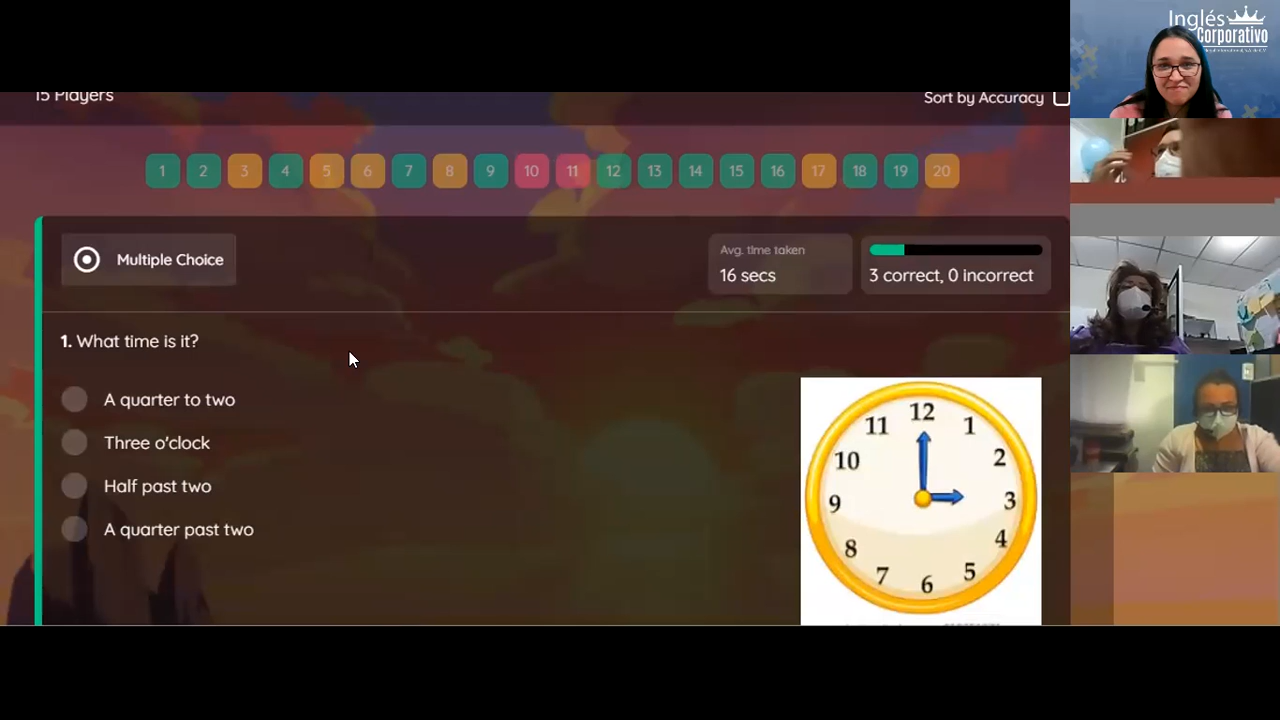 Inglés
Corporativo
15 Players
Sort by Accuracy
1 2 3 4 5 6 7 8 9 10 11 12 13 14 15 16 17 18 19 20
Multiple Choice
Avg. time taken
16 secs
3 correct, 0 incorrect
1. What time is it?
A quarter to two
Three o'clock
Half past two
A quarter past two
12
11 1
10 2
9 3
8 4
7 5
6